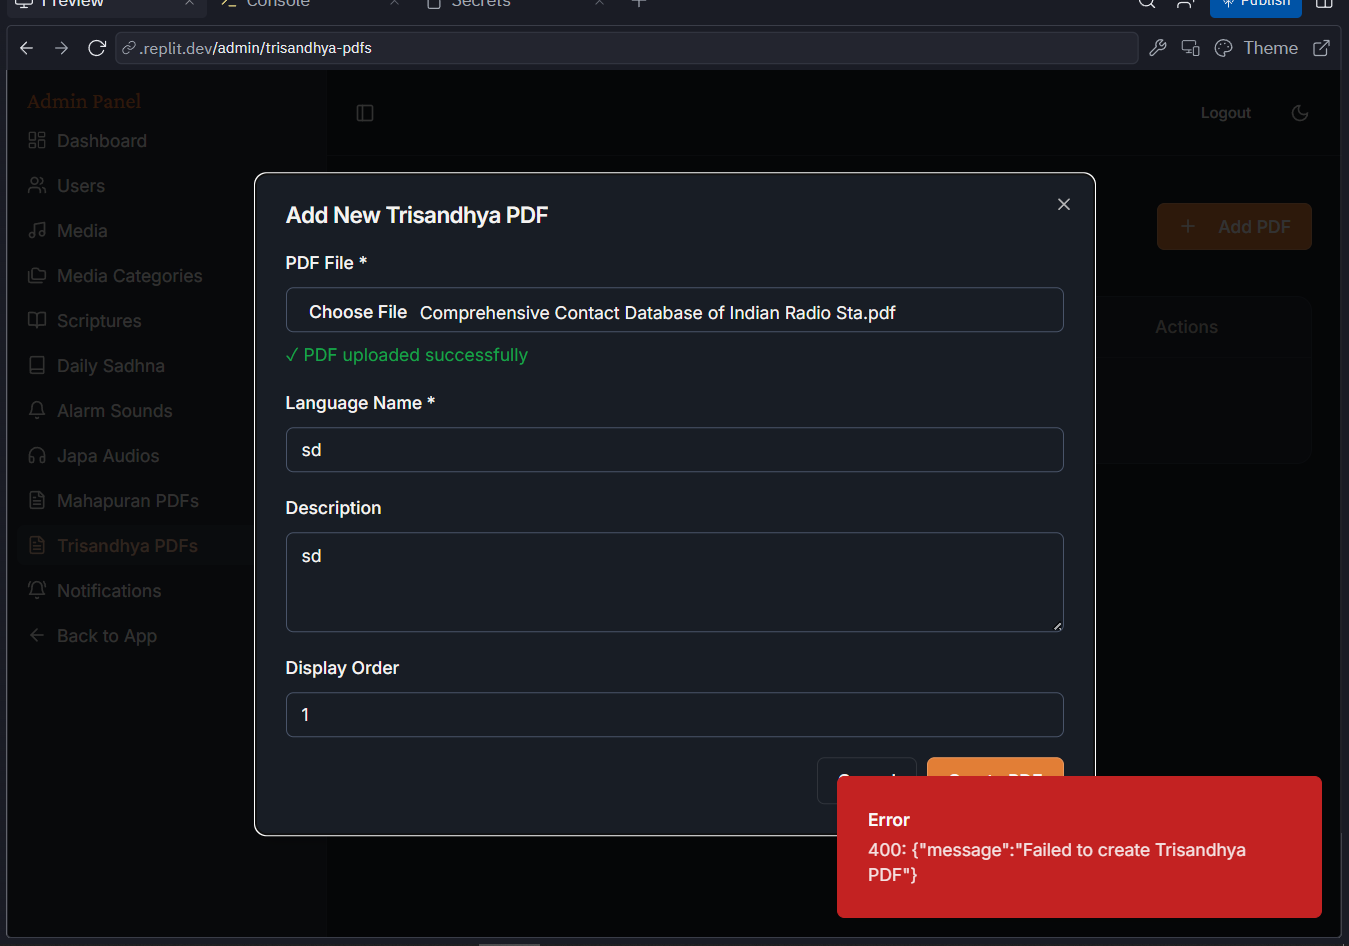 Preview
Console
Secrets
Publish
.replit.dev/admin/trisandhya-pdfs
Theme
Admin Panel
Logout
Dashboard
Users
Media
Media Categories
Scriptures
Daily Sadhna
Alarm Sounds
Japa Audios
Mahapuran PDFs
Trisandhya PDFs
Notifications
Back to App
Add PDF
Actions
Add New Trisandhya PDF
PDF File *
Choose File Comprehensive Contact Database of Indian Radio Sta.pdf
✓ PDF uploaded successfully
Language Name *
sd
Description
sd
Display Order
1
Cancel
Create PDF
Error
400: {"message":"Failed to create Trisandhya
PDF"}